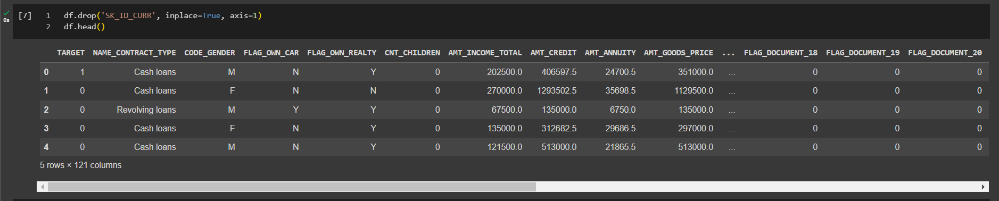 [7] 1 df.drop('SK_ID_CURR', inplace=True, axis=1)
0s 2 df.head()
TARGET NAME_CONTRACT_TYPE CODE_GENDER FLAG_OWN_CAR FLAG_OWN_REALTY CNT_CHILDREN AMT_INCOME_TOTAL AMT_CREDIT AMT_ANNUITY AMT_GOODS_PRICE ... FLAG_DOCUMENT_18 FLAG_DOCUMENT_19 FLAG_DOCUMENT_20
0 1 Cash loans M N Y 0 202500.0 406597.5 24700.5 351000.0 ... 0 0 0
1 0 Cash loans F N N 0 270000.0 1293502.5 35698.5 1129500.0 ... 0 0 0
2 0 Revolving loans M Y Y 0 67500.0 135000.0 6750.0 135000.0 ... 0 0 0
3 0 Cash loans F N Y 0 135000.0 312682.5 29686.5 297000.0 ... 0 0 0
4 0 Cash loans M N Y 0 121500.0 513000.0 21865.5 513000.0 ... 0 0 0
5 rows × 121 columns